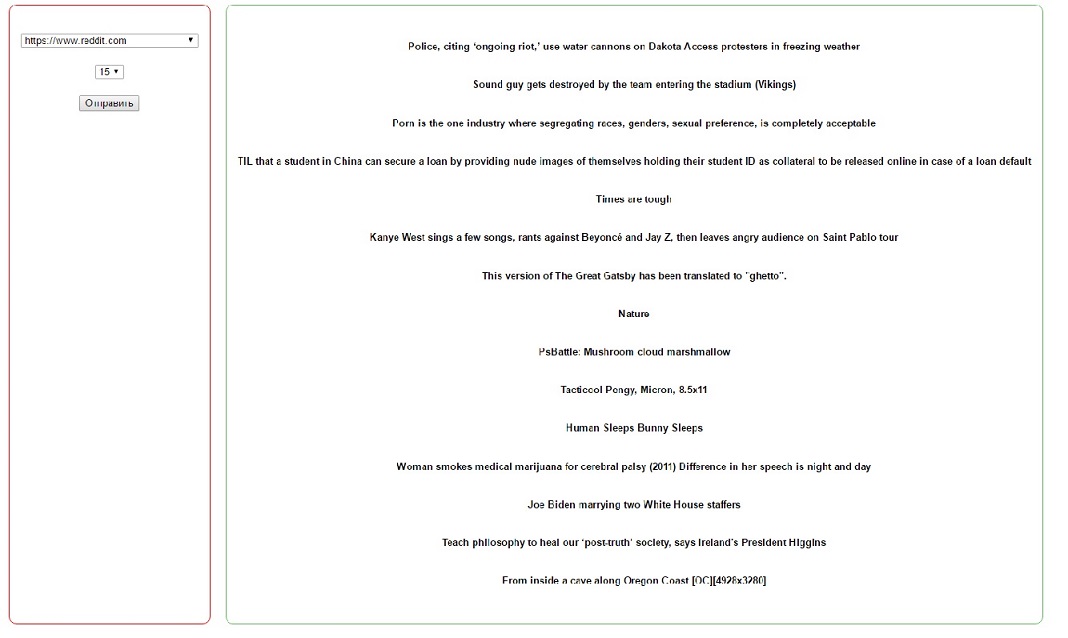 https://www.reddit.com
15
Отправить
Police, citing ‘ongoing riot,’ use water cannons on Dakota Access protesters in freezing weather
Sound guy gets destroyed by the team entering the stadium (Vikings)
Porn is the one industry where segregating races, genders, sexual preference, is completely acceptable
TIL that a student in China can secure a loan by providing nude images of themselves holding their student ID as collateral to be released online in case of a loan default
Times are tough
Kanye West sings a few songs, rants against Beyoncé and Jay Z, then leaves angry audience on Saint Pablo tour
This version of The Great Gatsby has been translated to "ghetto".
Nature
PsBattle: Mushroom cloud marshmallow
Tacticool Pengy, Micron, 8.5x11
Human Sleeps Bunny Sleeps
Woman smokes medical marijuana for cerebral palsy (2011) Difference in her speech is night and day
Joe Biden marrying two White House staffers
Teach philosophy to heal our ‘post-truth’ society, says Ireland’s President Higgins
From inside a cave along Oregon Coast [OC][4928x3280]